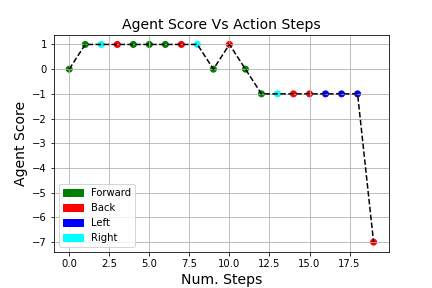 Agent Score Vs Action Steps
Agent Score
1
0
−1
−2
−3
−4
−5
−6
−7
Forward
Back
Left
Right
0.0 2.5 5.0 7.5 10.0 12.5 15.0 17.5
Num. Steps